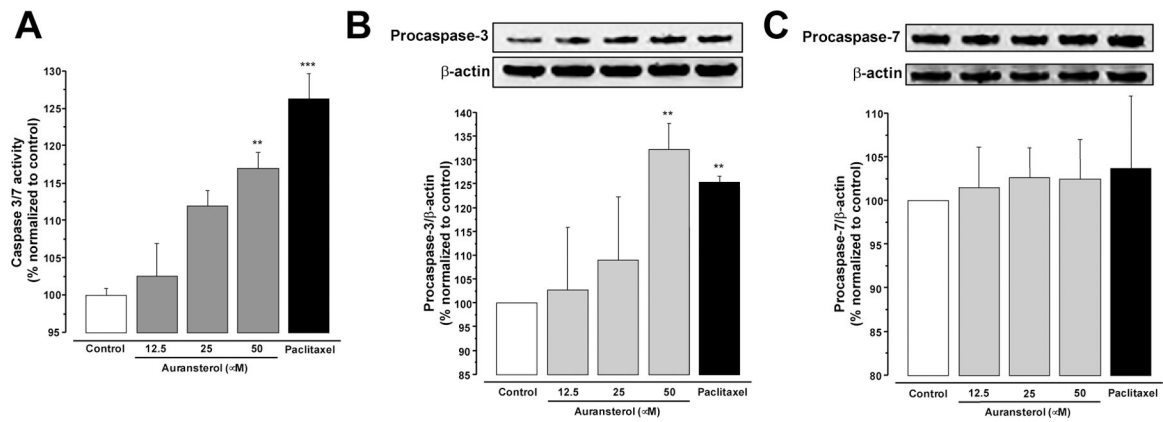 A
Caspase 3/7 activity
(% normalized to control)
130
125
120
115
110
105
100
95
**
***
Control
12.5
25
50
Paclitaxel
Auransterol (∝M)
B
Procaspase-3
β-actin
Procaspase-3/β-actin
(% normalized to control)
140
135
130
125
120
115
110
105
100
95
90
85
**
**
Control
12.5
25
50
Paclitaxel
Auransterol (∝M)
C
Procaspase-7
β-actin
Procaspase-7/β-actin
(% normalized to control)
110
105
100
95
90
85
80
Control
12.5
25
50
Paclitaxel
Auransterol (∝M)